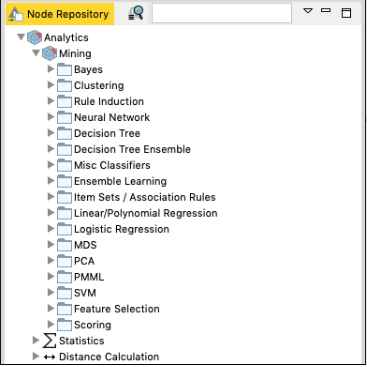 Node Repository
Analytics
Mining
Bayes
Clustering
Rule Induction
Neural Network
Decision Tree
Decision Tree Ensemble
Misc Classifiers
Ensemble Learning
Item Sets / Association Rules
Linear/Polynomial Regression
Logistic Regression
MDS
PCA
PMML
SVM
Feature Selection
Scoring
Statistics
Distance Calculation